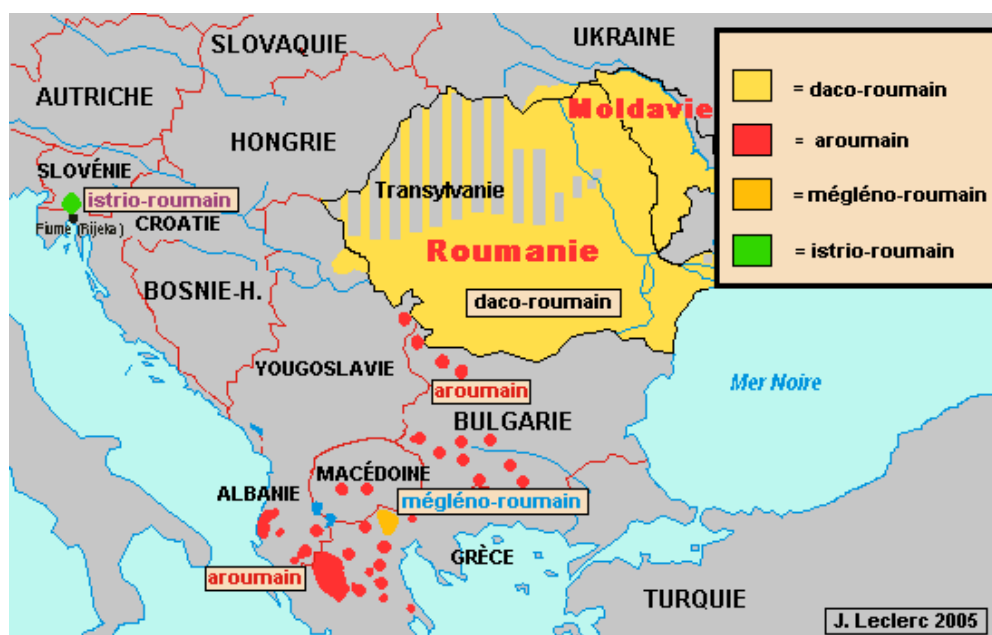 SLOVAQUIE
UKRAINE
AUTRICHE
HONGRIE
Moldavie
= daco-roumain
= aroumain
= mégléno-roumain
= istrio-roumain
SLOVÉNIE
istrio-roumain
Fiume (Rijeka)
CROATIE
Transylvanie
Roumanie
daco-roumain
BOSNIE-H.
YOUGOSLAVIE
aroumain
Mer Noire
BULGARIE
MACÉDOINE
ALBANIE
mégléno-roumain
GRÈCE
aroumain
TURQUIE
J. Leclerc 2005